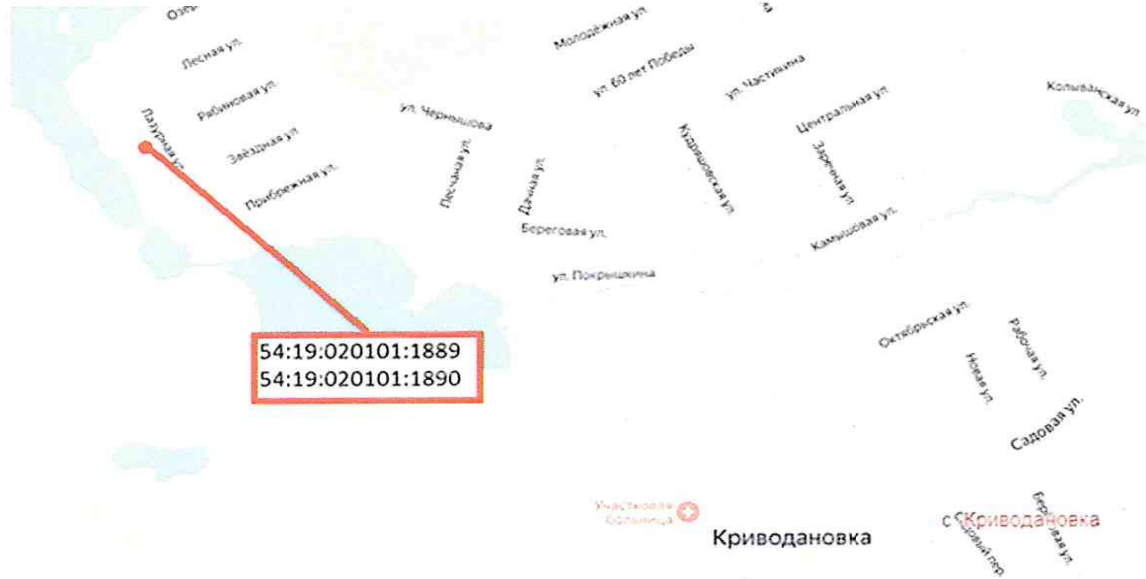 Лесная ул.
Рябиновая ул.
Лазурная ул.
Звёздная ул.
Прибрежная ул.
ул. Чернышова
Песчаная ул.
Дачная ул.
Береговая ул.
ул. Покрышкина
Молодёжная ул.
ул. 60 лет Победы
ул. Частихина
Кудряшовская ул.
Центральная ул.
Заречная ул.
Камышовая ул.
Колыванская ул.
54:19:020101:1889
54:19:020101:1890
Октябрьская ул.
Рабочая ул.
Новая ул.
Садовая ул.
Участковая
больница
Криводановка
с Криводановка